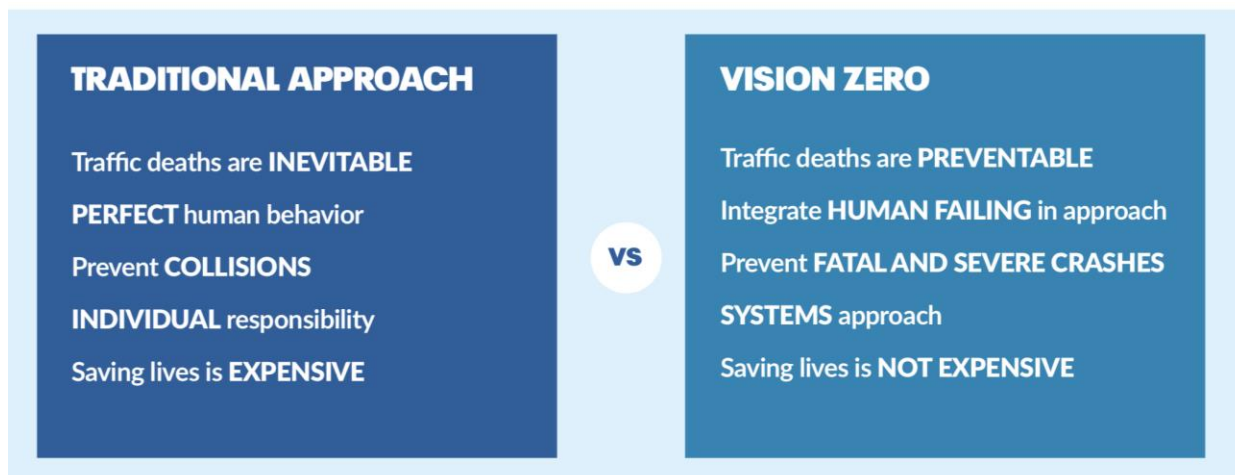 TRADITIONAL APPROACH
Traffic deaths are INEVITABLE
PERFECT human behavior
Prevent COLLISIONS
INDIVIDUAL responsibility
Saving lives is EXPENSIVE
VS
VISION ZERO
Traffic deaths are PREVENTABLE
Integrate HUMAN FAILING in approach
Prevent FATAL AND SEVERE CRASHES
SYSTEMS approach
Saving lives is NOT EXPENSIVE